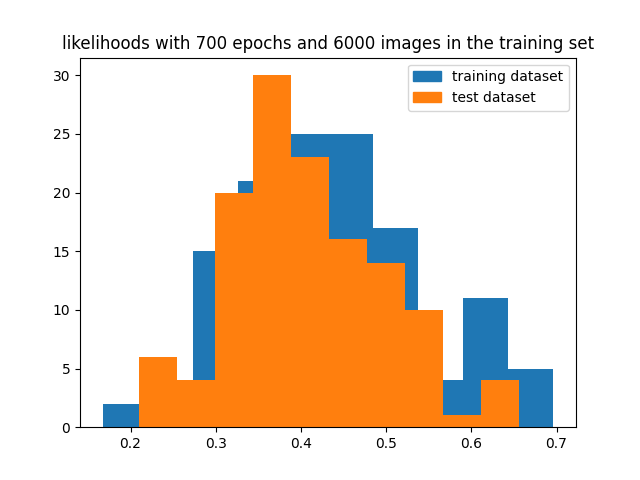 likelihoods with 700 epochs and 6000 images in the training set
training dataset
test dataset
30
25
20
15
10
5
0
0.2 0.3 0.4 0.5 0.6 0.7